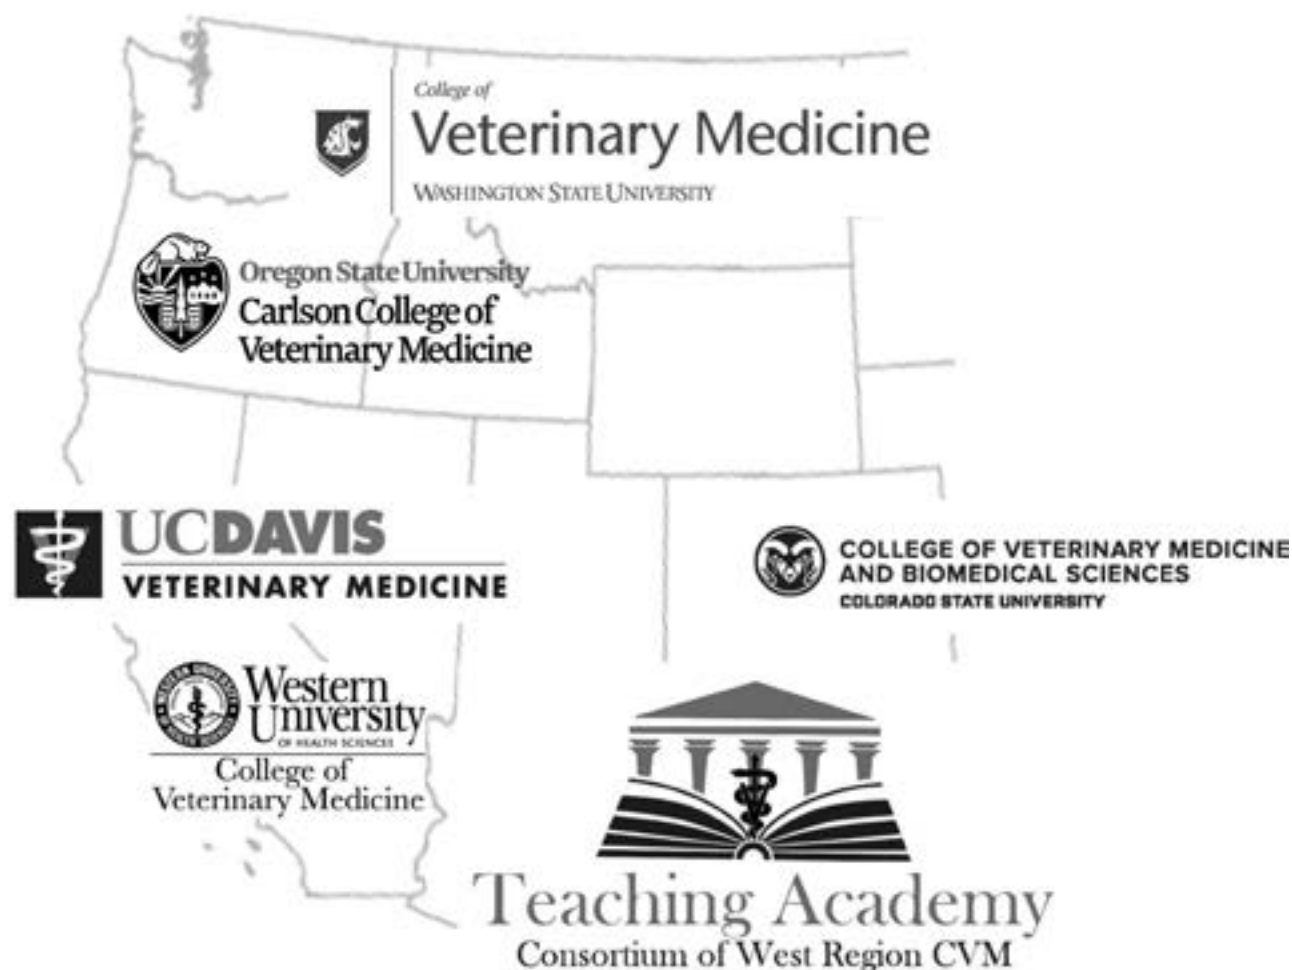 College of
Veterinary Medicine
WASHINGTON STATE UNIVERSITY
Oregon State University
Carlson College of
Veterinary Medicine
UCDAVIS
VETERINARY MEDICINE
COLLEGE OF VETERINARY MEDICINE
AND BIOMEDICAL SCIENCES
COLORADO STATE UNIVERSITY
Western
University
OF HEALTH SCIENCES
College of
Veterinary Medicine
Teaching Academy
Consortium of West Region CVM